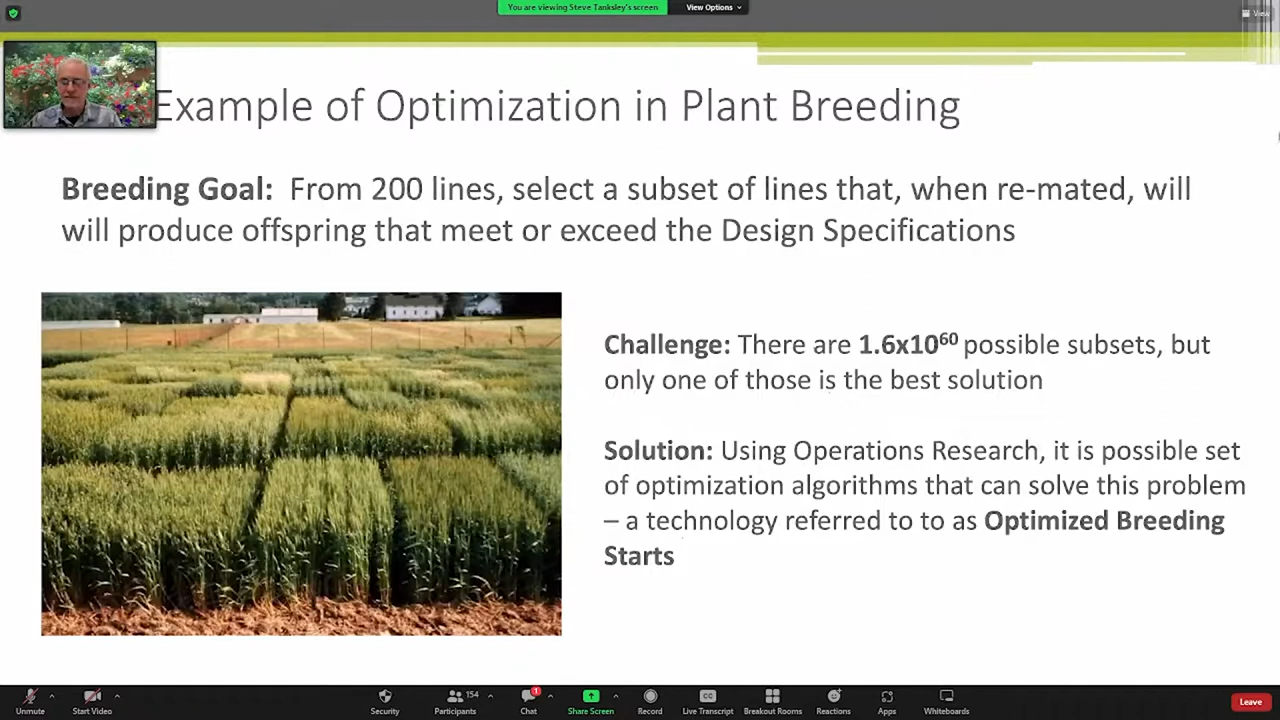 You are viewing Steve Tanksley's screen
View Options
View
Example of Optimization in Plant Breeding
Breeding Goal: From 200 lines, select a subset of lines that, when re-mated, will
will produce offspring that meet or exceed the Design Specifications
Challenge: There are 1.6x10⁶⁰ possible subsets, but
only one of those is the best solution
Solution: Using Operations Research, it is possible set
of optimization algorithms that can solve this problem
– a technology referred to to as Optimized Breeding
Starts
Unmute
Start Video
Security
154
Participants
1
Chat
Share Screen
Record
CC
Live Transcript
Breakout Rooms
Reactions
Apps
Whiteboards
Leave